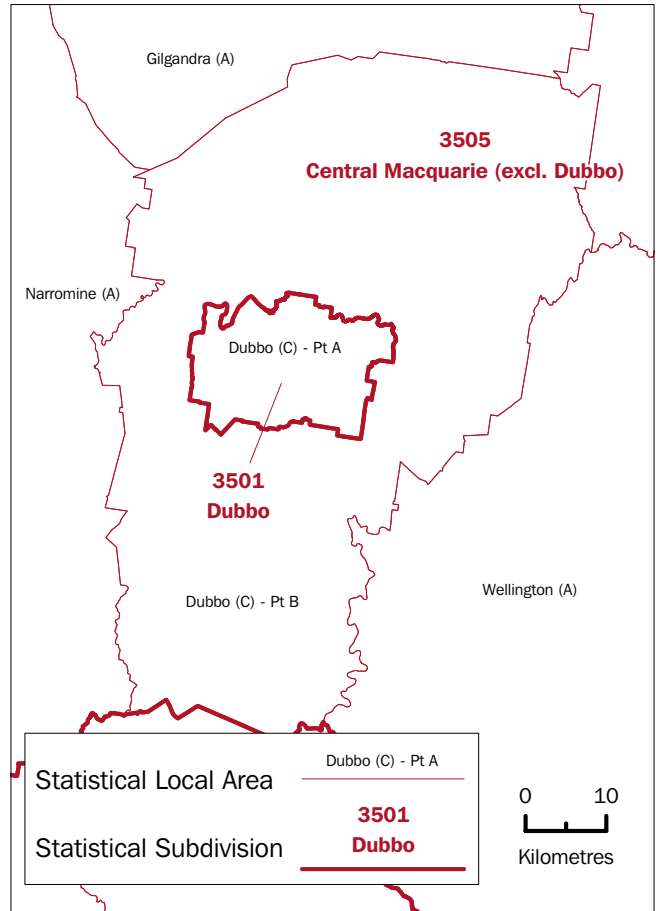 Gilgandra (A)
3505
Central Macquarie (excl. Dubbo)
Narromine (A)
Dubbo (C) - Pt A
3501
Dubbo
Dubbo (C) - Pt B
Wellington (A)
Statistical Local Area
Dubbo (C) - Pt A
Statistical Subdivision
3501
Dubbo
0 10
Kilometres